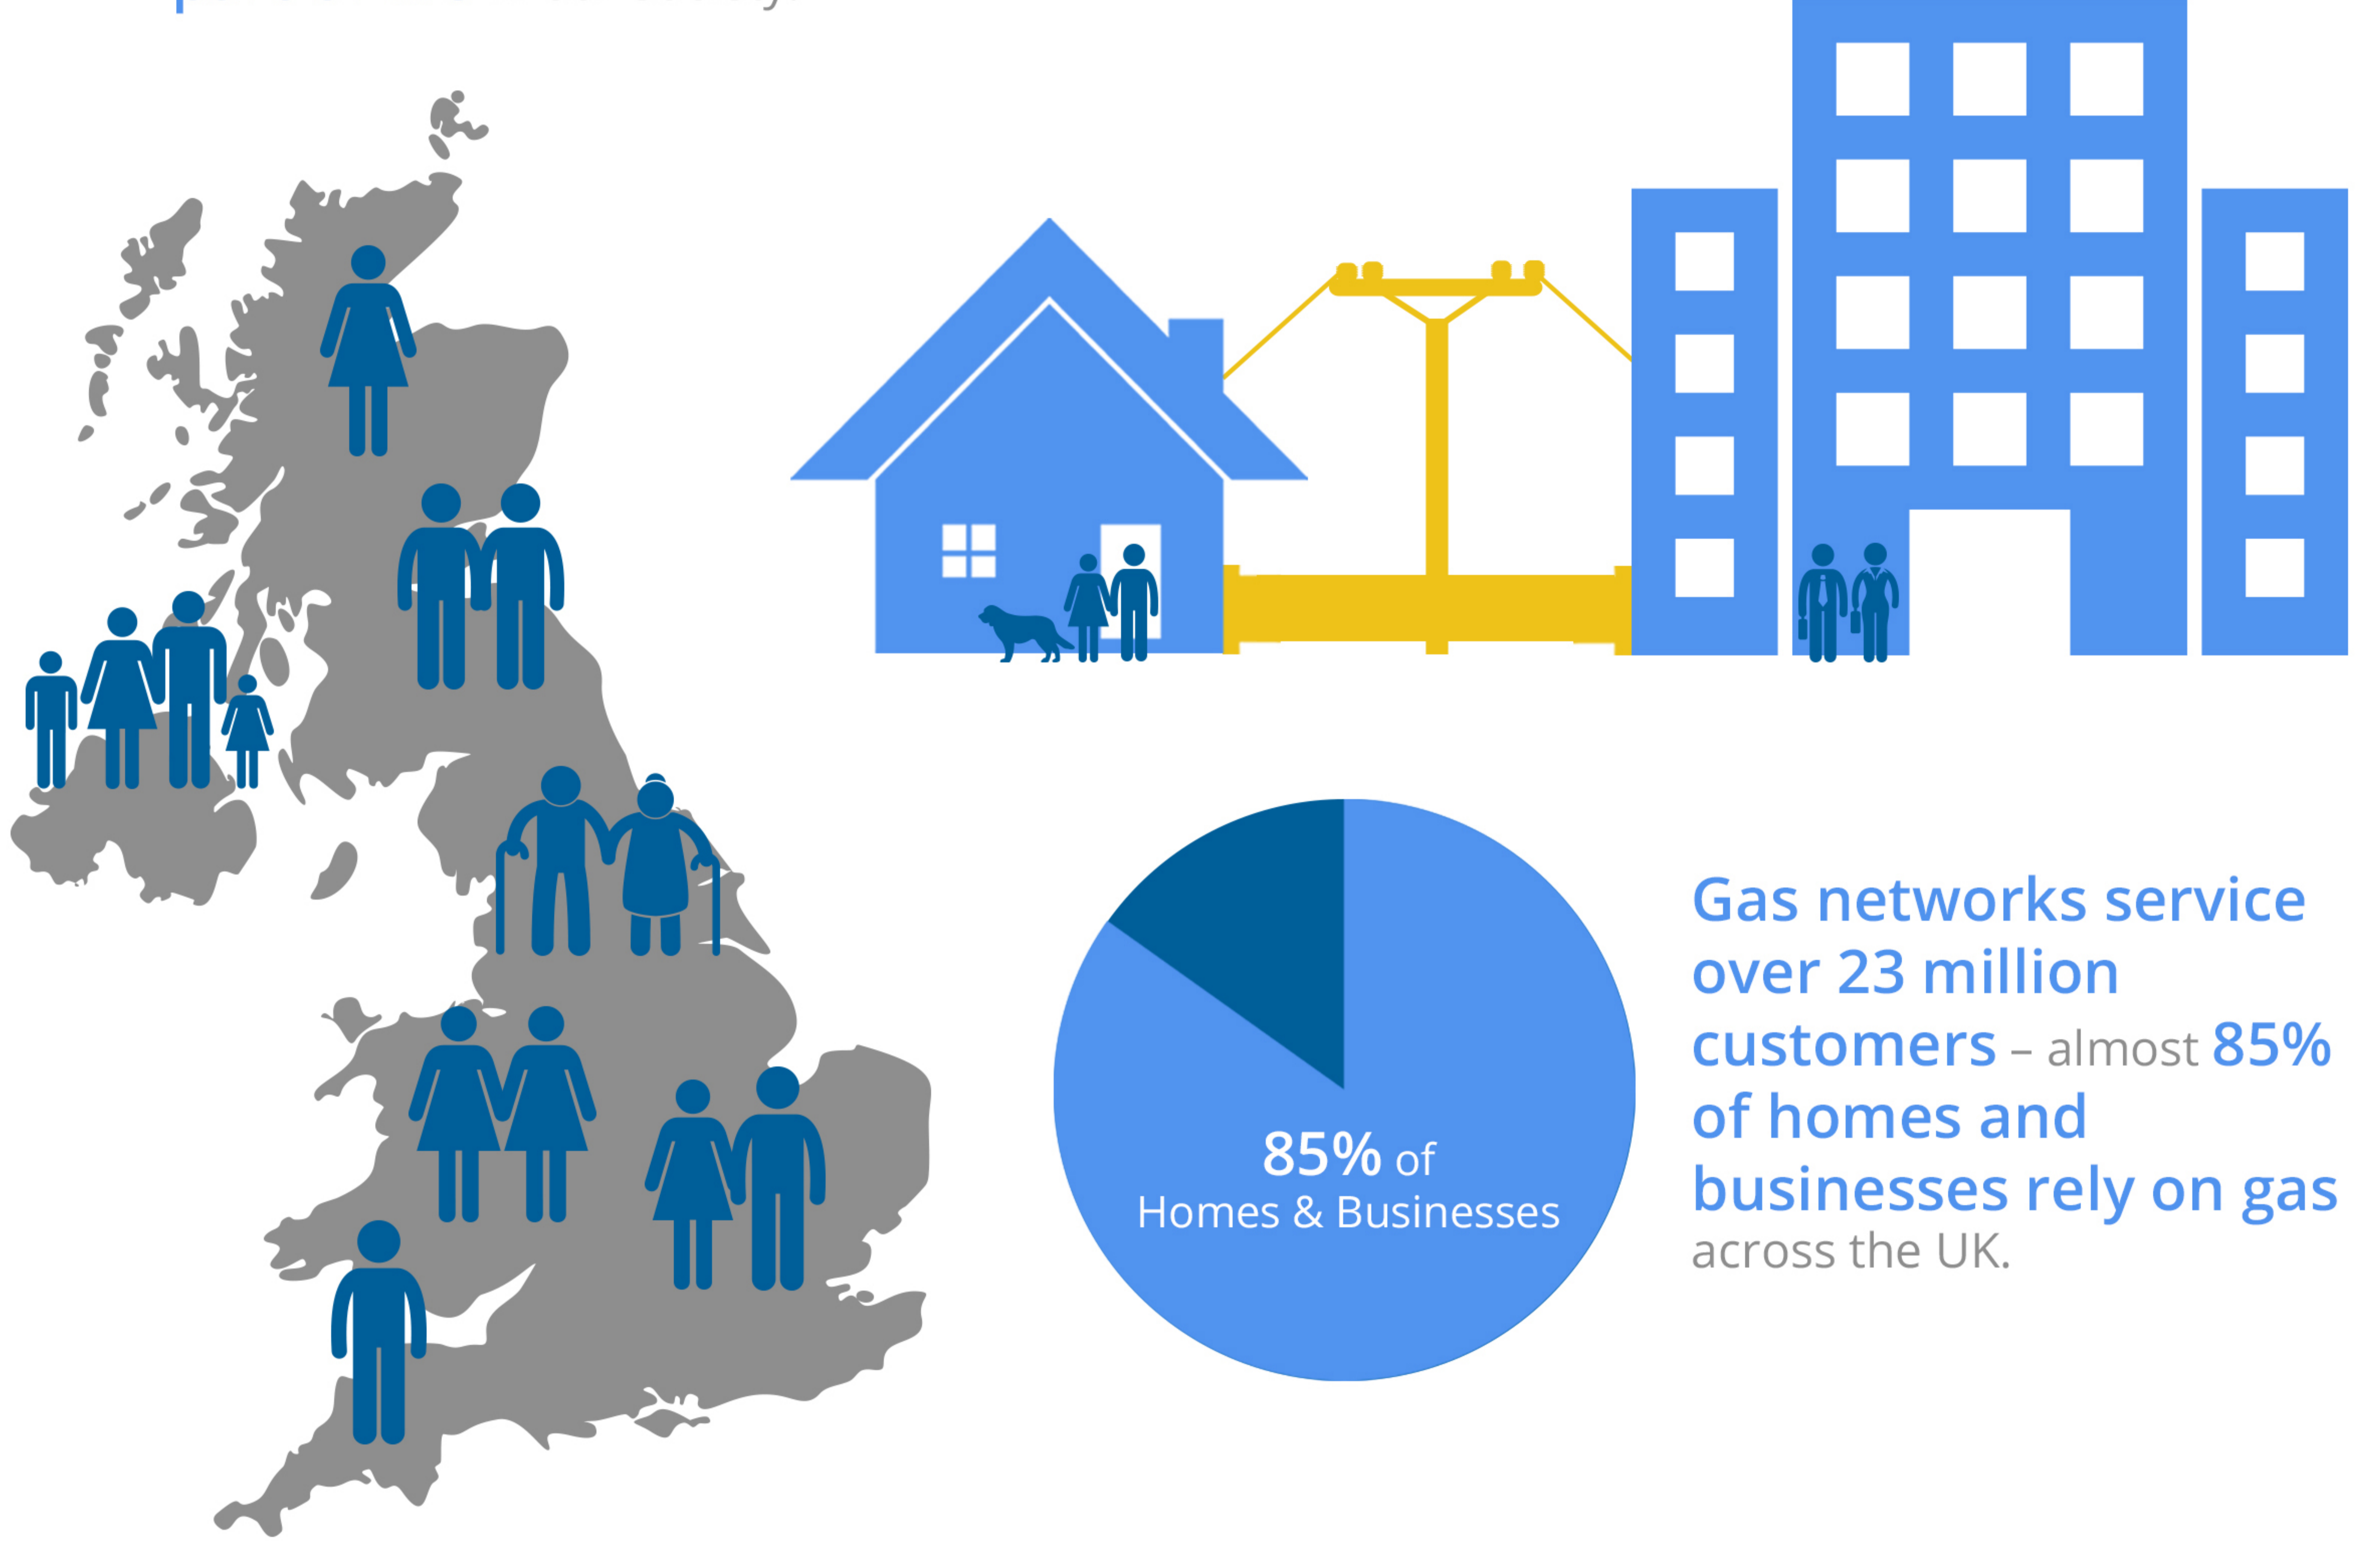 85% of
Homes & Businesses
Gas networks service
over 23 million
customers – almost 85%
of homes and
businesses rely on gas
across the UK.